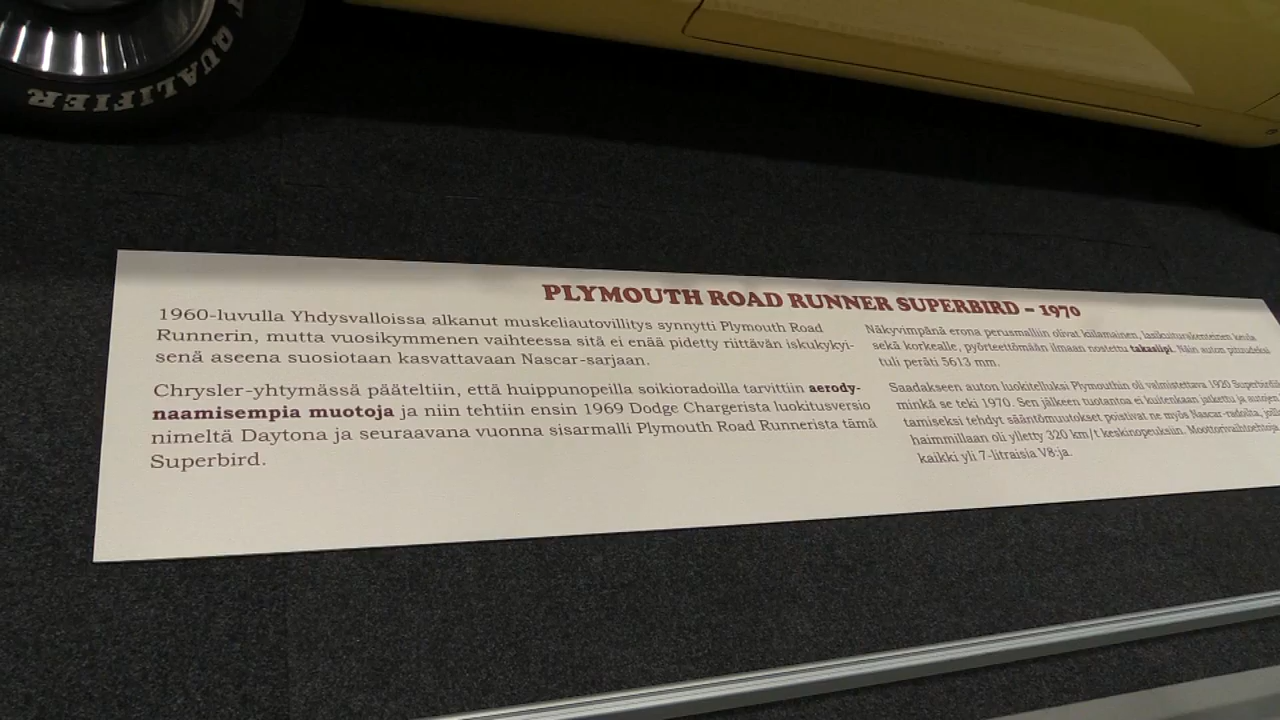 QUALIFIER
PLYMOUTH ROAD RUNNER SUPERBIRD – 1970
1960-luvulla Yhdysvalloissa alkanut muskeliautovillitys synnytti Plymouth Road
Runnerin, mutta vuosikymmenen vaihteessa sitä ei enää pidetty riittävän iskukykyi-
senä aseena suosiotaan kasvattavaan Nascar-sarjaan.
Chrysler-yhtymässä pääteltiin, että huippunopeilla soikioradoilla tarvittiin aerody-
naamisempia muotoja ja niin tehtiin ensin 1969 Dodge Chargerista luokitusversio
nimeltä Daytona ja seuraavana vuonna sisarmalli Plymouth Road Runnerista tämä
Superbird.
Näkyvimpänä erona perusmalliin olivat kiilamainen, lasikuiturakenteinen keula
sekä korkealle, pyörteettömään ilmaan nostettu takasiipi. Näin auton pituudeksi
tuli peräti 5613 mm.
Saadakseen auton luokitelluksi Plymouthin oli valmistettava 1920 Superbirdiä
minkä se teki 1970. Sen jälkeen tuotantoa ei kuitenkaan jatkettu ja autojen
tamiseksi tehdyt sääntömuutokset poistivat ne myös Nascar-radoilta, joilla
haimmillaan oli ylletty 320 km/t keskinopeuksiin. Moottorivaihtoehtoja
kaikki yli 7-litraisia V8:ja.